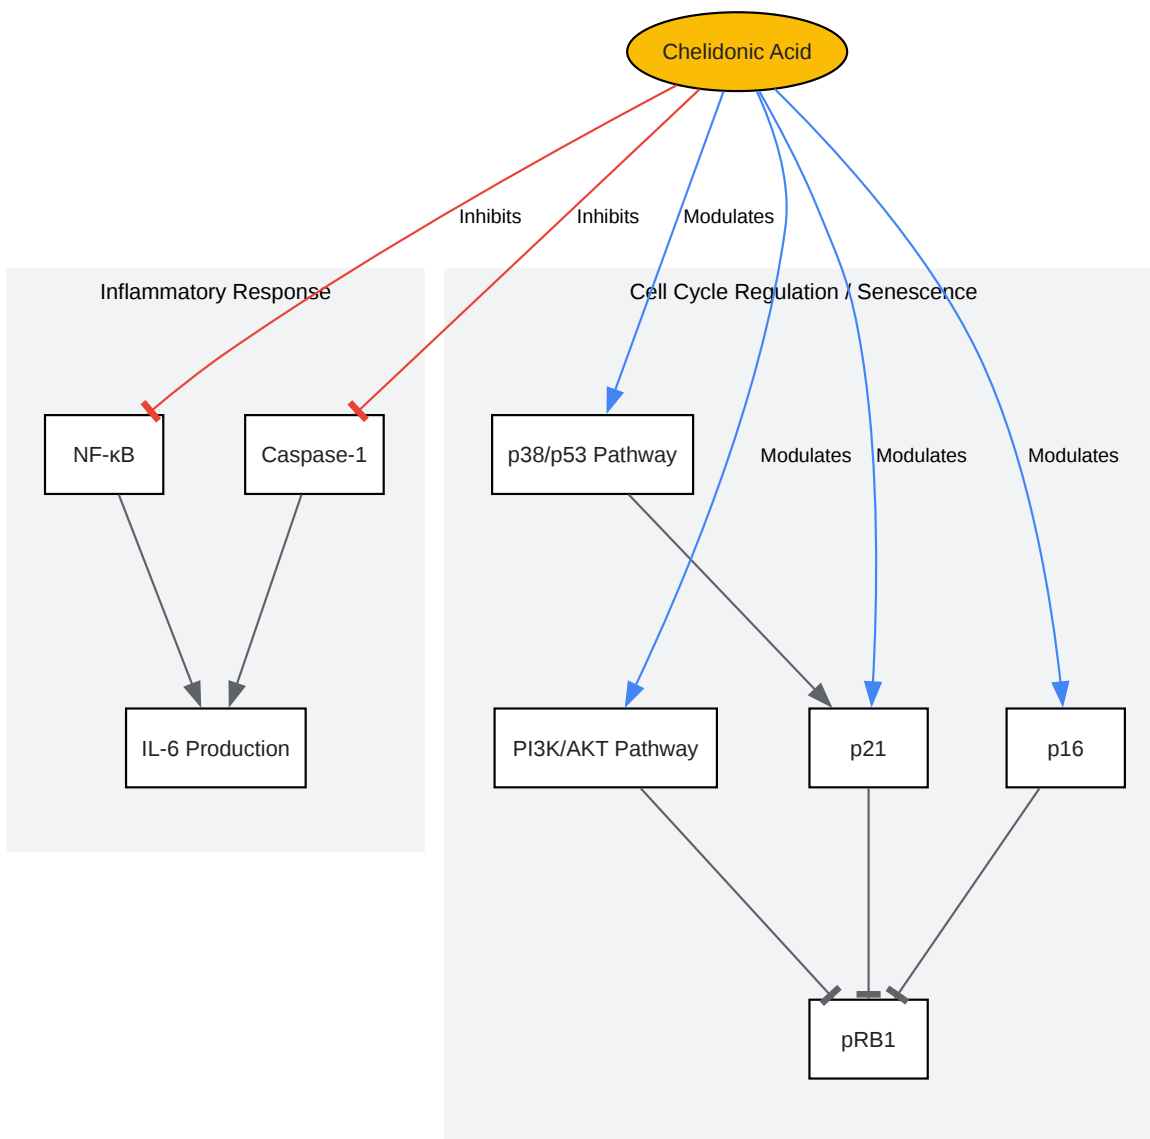 Chelidonic Acid
Inhibits
Inhibits
Modulates
Inflammatory Response
Cell Cycle Regulation / Senescence
NF-κB
Caspase-1
p38/p53 Pathway
Modulates
Modulates
Modulates
IL-6 Production
PI3K/AKT Pathway
p21
p16
pRB1